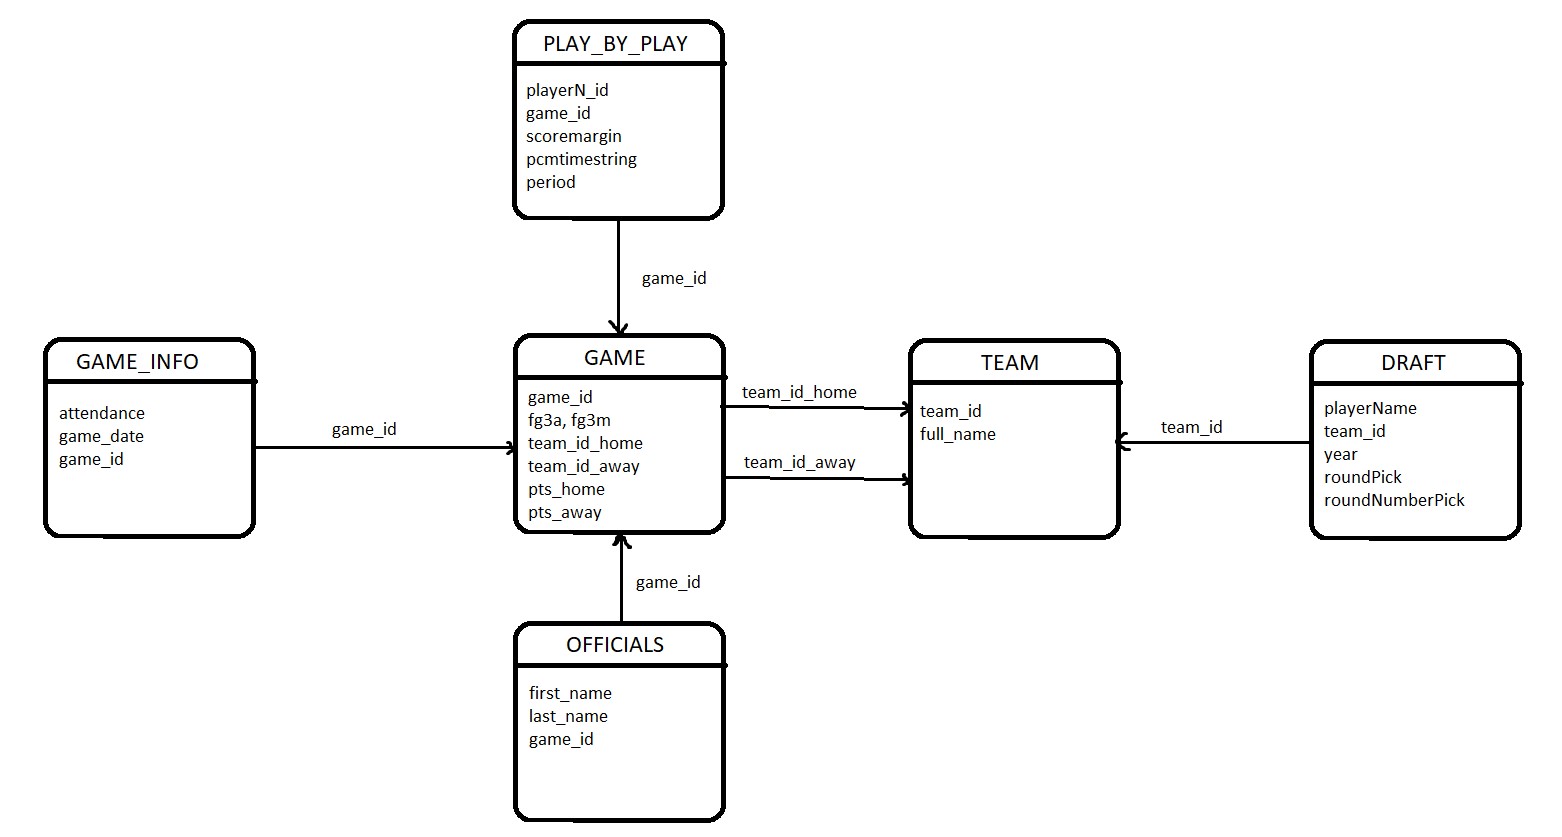 PLAY_BY_PLAY
playerN_id
game_id
scoremargin
pcmtimestring
period
game_id
GAME_INFO
attendance
game_date
game_id
game_id
GAME
game_id
fg3a, fg3m
team_id_home
team_id_away
pts_home
pts_away
team_id_home
team_id_away
TEAM
team_id
full_name
team_id
DRAFT
playerName
team_id
year
roundPick
roundNumberPick
game_id
OFFICIALS
first_name
last_name
game_id